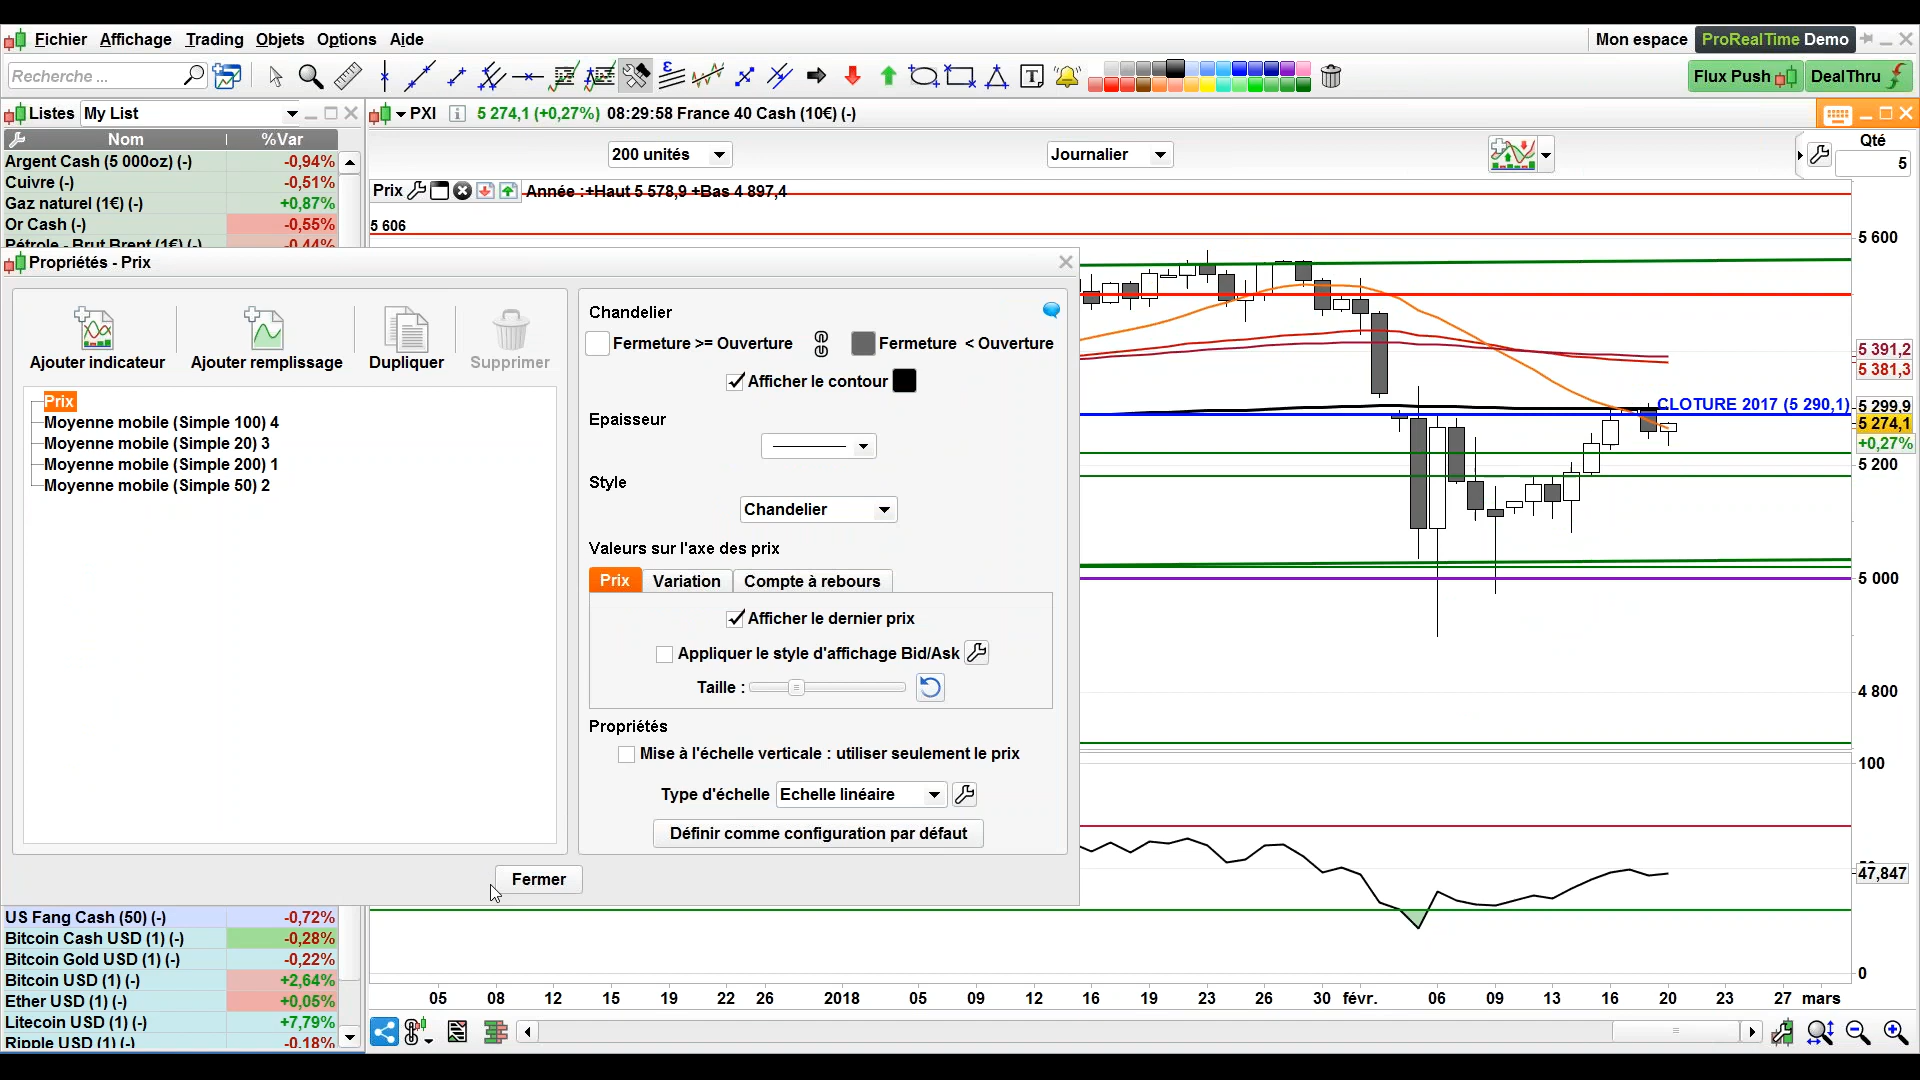 Fichier Affichage Trading Objets Options Aide Mon espace ProRealTime Demo
Recherche ... Flux Push DealThru
Listes My List PXI 5 274,1 (+0,27%) 08:29:58 France 40 Cash (10€) (-)
Nom %Var
200 unités Journalier Qté
5
Argent Cash (5 000oz) (-) -0,94%
Cuivre (-) -0,51%
Gaz naturel (1€) (-) +0,87%
Or Cash (-) -0,55%
Pétrole - Brut Brent (1€) (-) -0,44%
Prix Année :+Haut 5 578,9 +Bas 4 897,4
5 606
Propriétés - Prix
Ajouter indicateur
Ajouter remplissage
Dupliquer
Supprimer
Prix
Moyenne mobile (Simple 100) 4
Moyenne mobile (Simple 20) 3
Moyenne mobile (Simple 200) 1
Moyenne mobile (Simple 50) 2
Chandelier
Fermeture >= Ouverture Fermeture < Ouverture
Afficher le contour
Epaisseur
Style
Chandelier
Valeurs sur l'axe des prix
Prix Variation Compte à rebours
Afficher le dernier prix
Appliquer le style d'affichage Bid/Ask
Taille :
Propriétés
Mise à l'échelle verticale : utiliser seulement le prix
Type d'échelle Echelle linéaire
Définir comme configuration par défaut
Fermer
US Fang Cash (50) (-) -0,72%
Bitcoin Cash USD (1) (-) -0,28%
Bitcoin Gold USD (1) (-) -0,22%
Bitcoin USD (1) (-) +2,64%
Ether USD (1) (-) +0,05%
Litecoin USD (1) (-) +7,79%
Ripple USD (1) (-) -0,18%
CLOTURE 2017 (5 290,1)
5 600
5 391,2
5 381,3
5 299,9
5 274,1
+0,27%
5 200
5 000
4 800
100
47,847
0
05 08 12 15 19 22 26 2018 05 09 12 16 19 23 26 30 févr. 06 09 13 16 20 23 27 mars